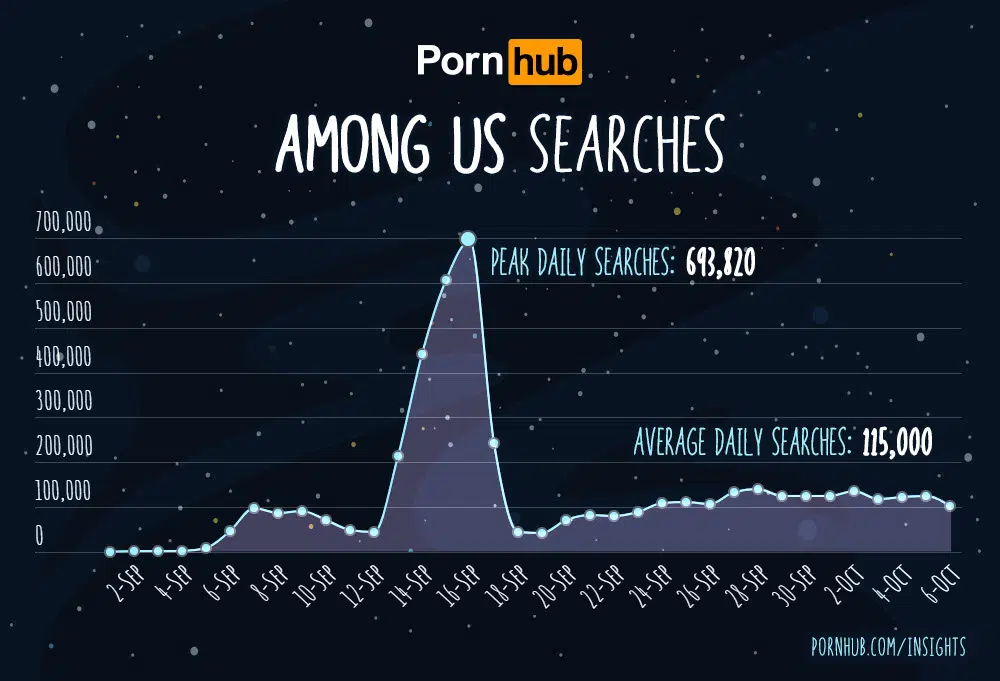 Pornhub
AMONG US SEARCHES
700,000
600,000
PEAK DAILY SEARCHES: 693,820
500,000
400,000
300,000
200,000
AVERAGE DAILY SEARCHES: 115,000
100,000
0
2-SEP
4-SEP
6-SEP
8-SEP
10-SEP
12-SEP
14-SEP
16-SEP
18-SEP
20-SEP
22-SEP
24-SEP
26-SEP
28-SEP
30-SEP
2-OCT
4-OCT
6-OCT
PORNHUB.COM/INSIGHTS